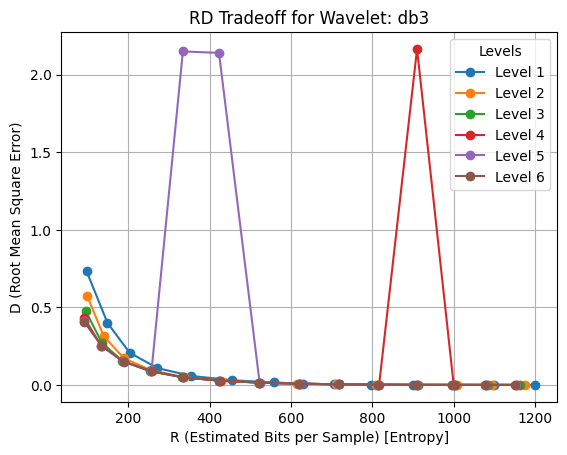 RD Tradeoff for Wavelet: db3
D (Root Mean Square Error)
2.0
1.5
1.0
0.5
0.0
Levels
Level 1
Level 2
Level 3
Level 4
Level 5
Level 6
200 400 600 800 1000 1200
R (Estimated Bits per Sample) [Entropy]